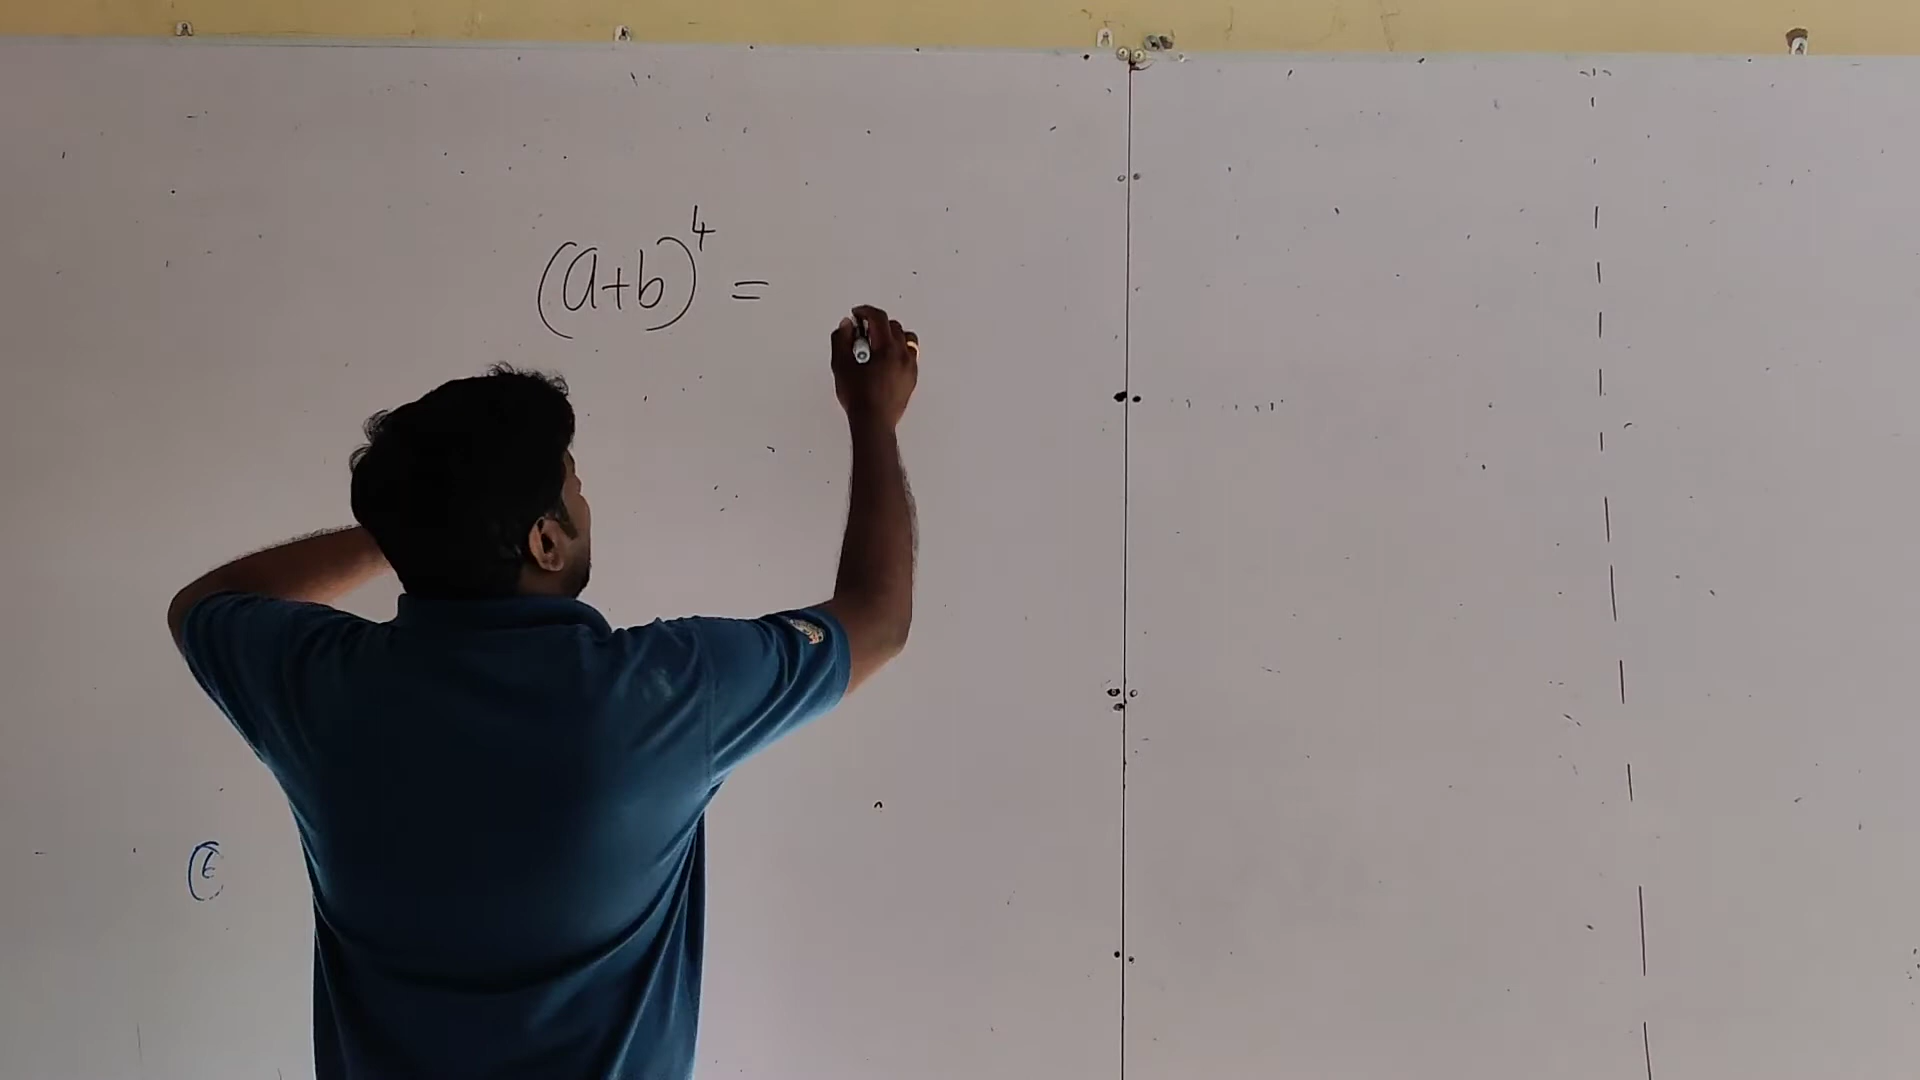 (a+b)⁴ =